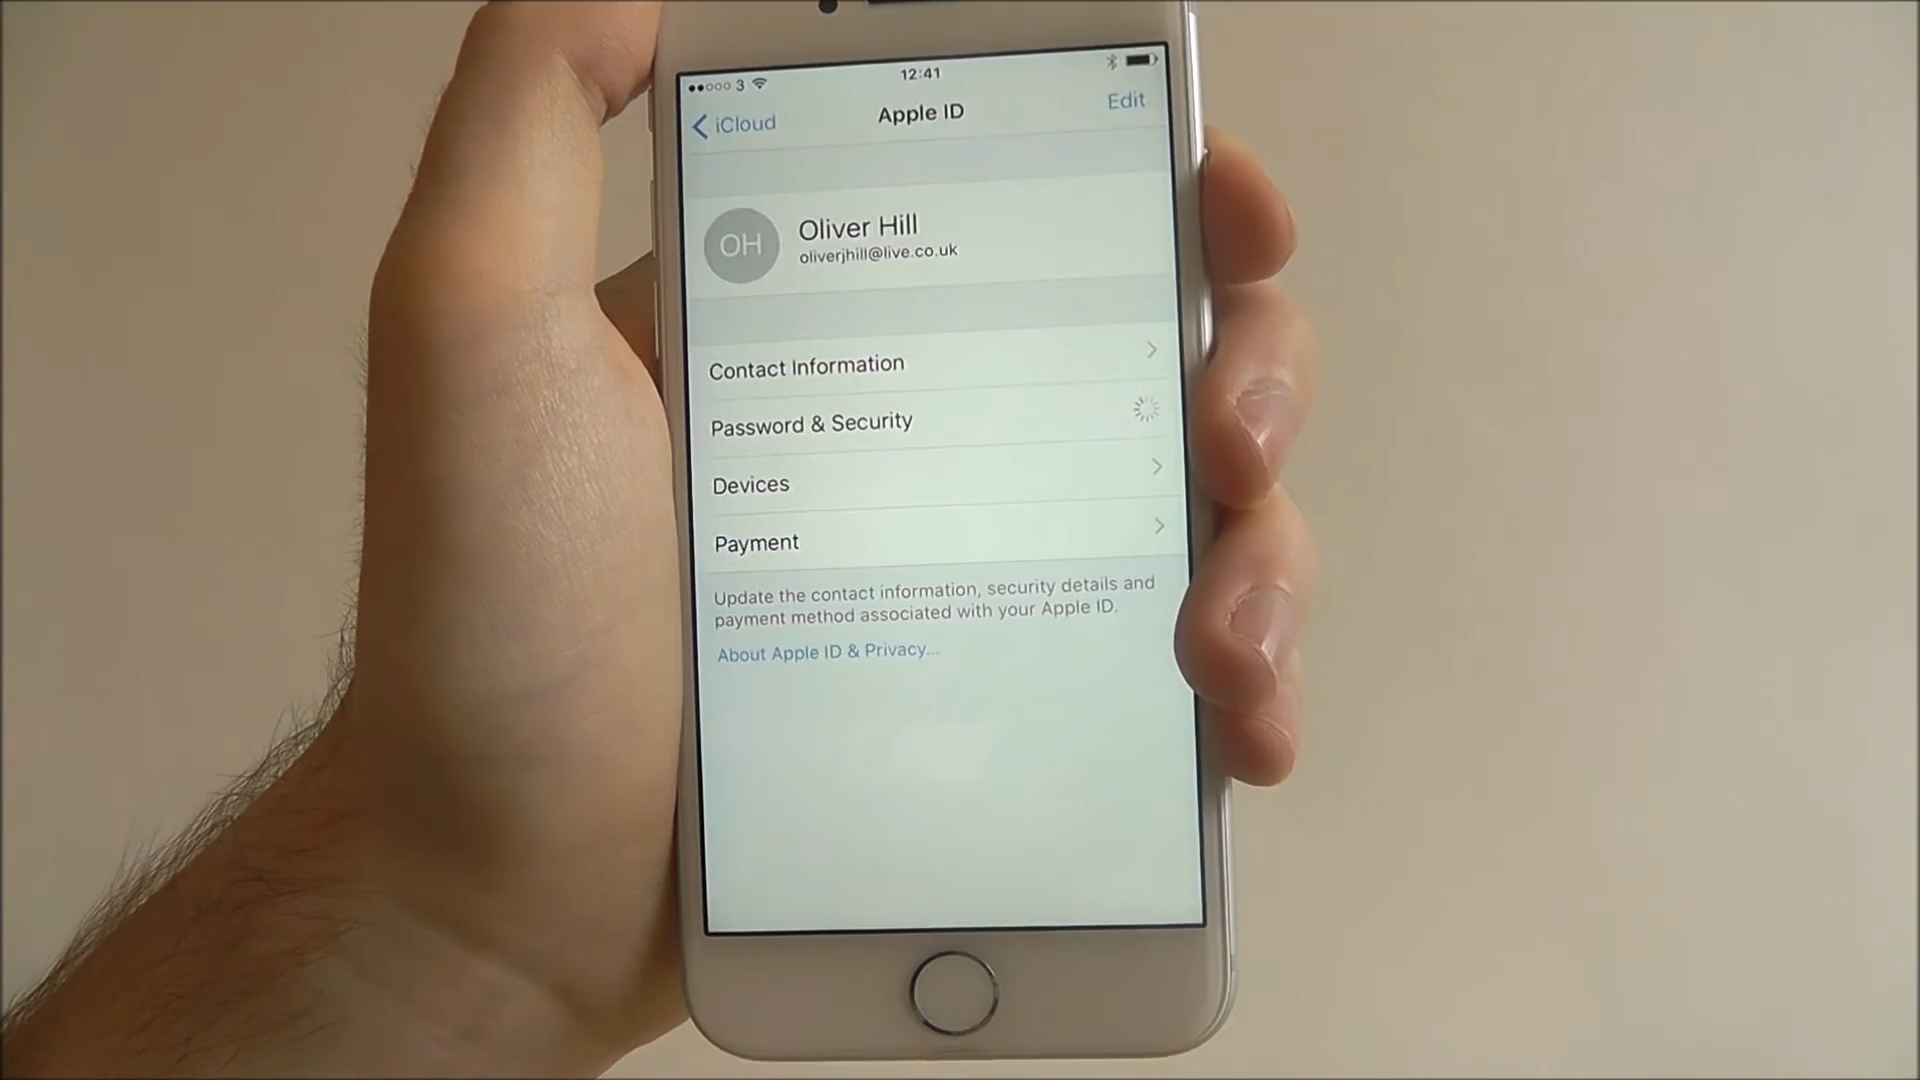 3 12:41
iCloud Apple ID Edit
OH
Oliver Hill
oliverjhill@live.co.uk
Contact Information
Password & Security
Devices
Payment
Update the contact information, security details and
payment method associated with your Apple ID.
About Apple ID & Privacy...